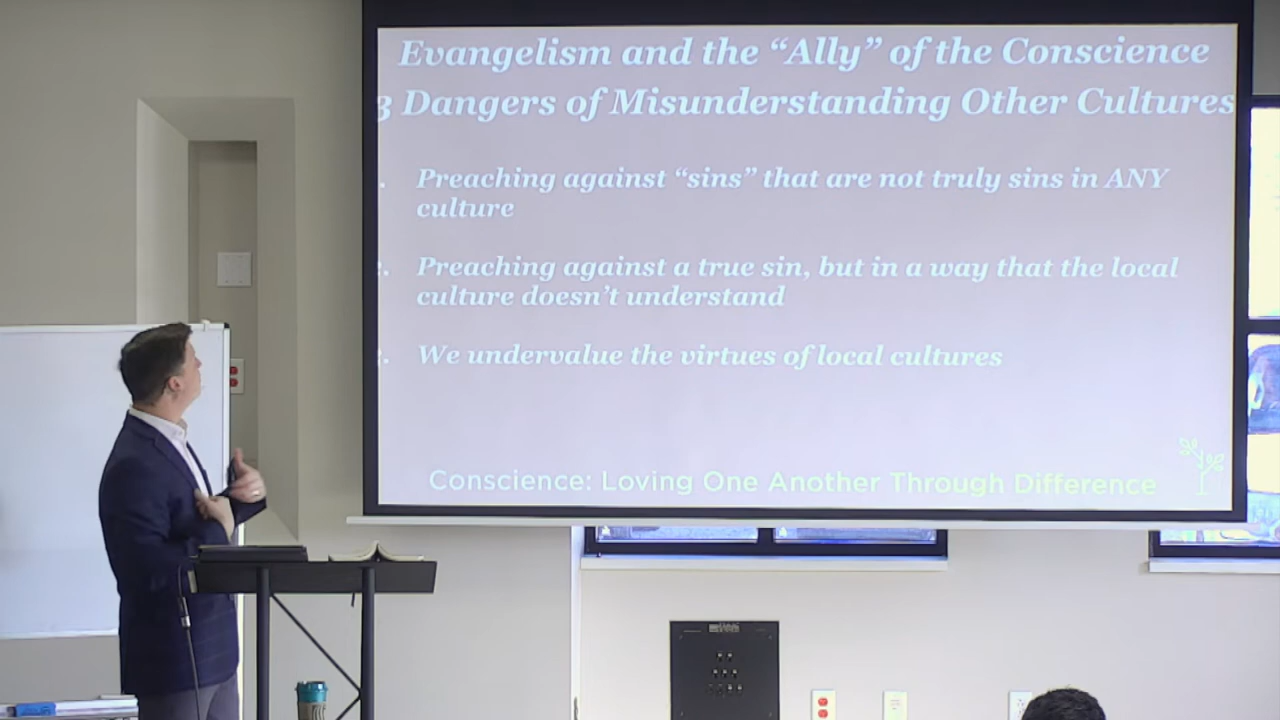 Evangelism and the “Ally” of the Conscience
3 Dangers of Misunderstanding Other Cultures
Preaching against “sins” that are not truly sins in ANY
culture
Preaching against a true sin, but in a way that the local
culture doesn’t understand
We undervalue the virtues of local cultures
Conscience: Loving One Another Through Difference